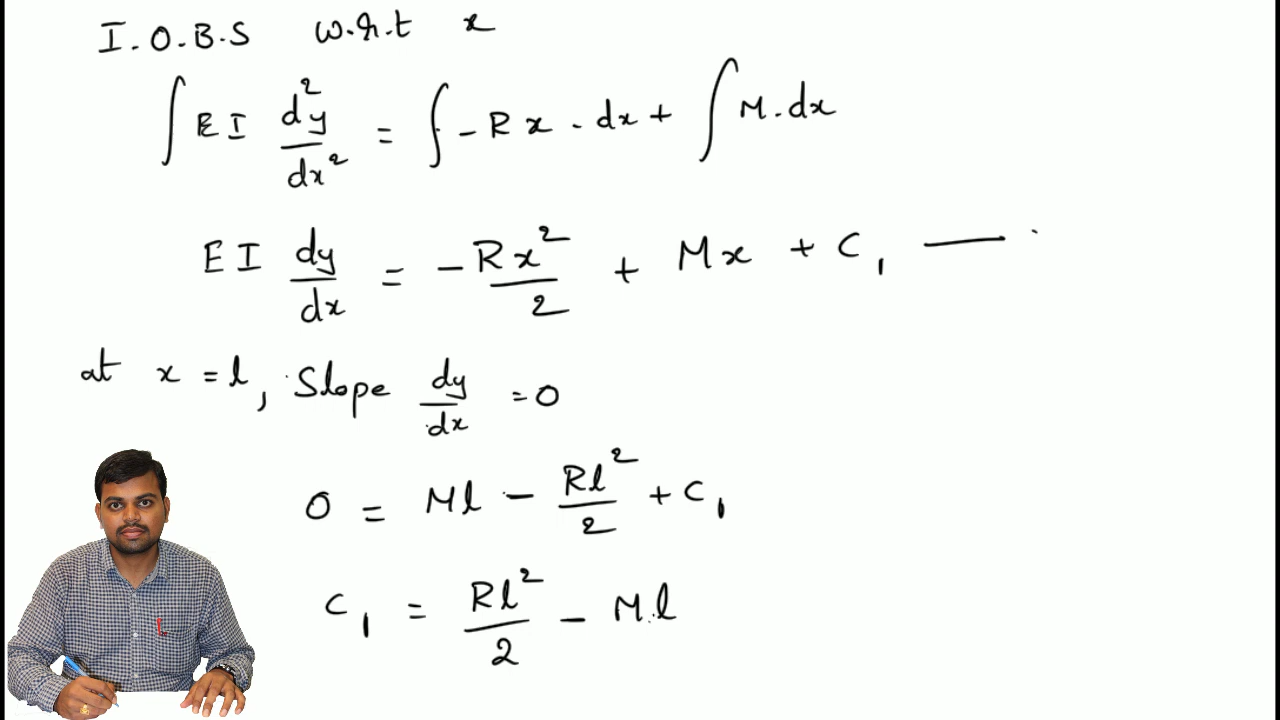 I.O.B.S w.r.t x
∫ EI d²y/dx² = ∫ -Rx . dx + ∫ M.dx
EI dy/dx = -Rx²/2 + Mx + C₁ —
at x = l, Slope dy/dx = 0
0 = Ml - Rl²/2 + C₁
C₁ = Rl²/2 - M.l